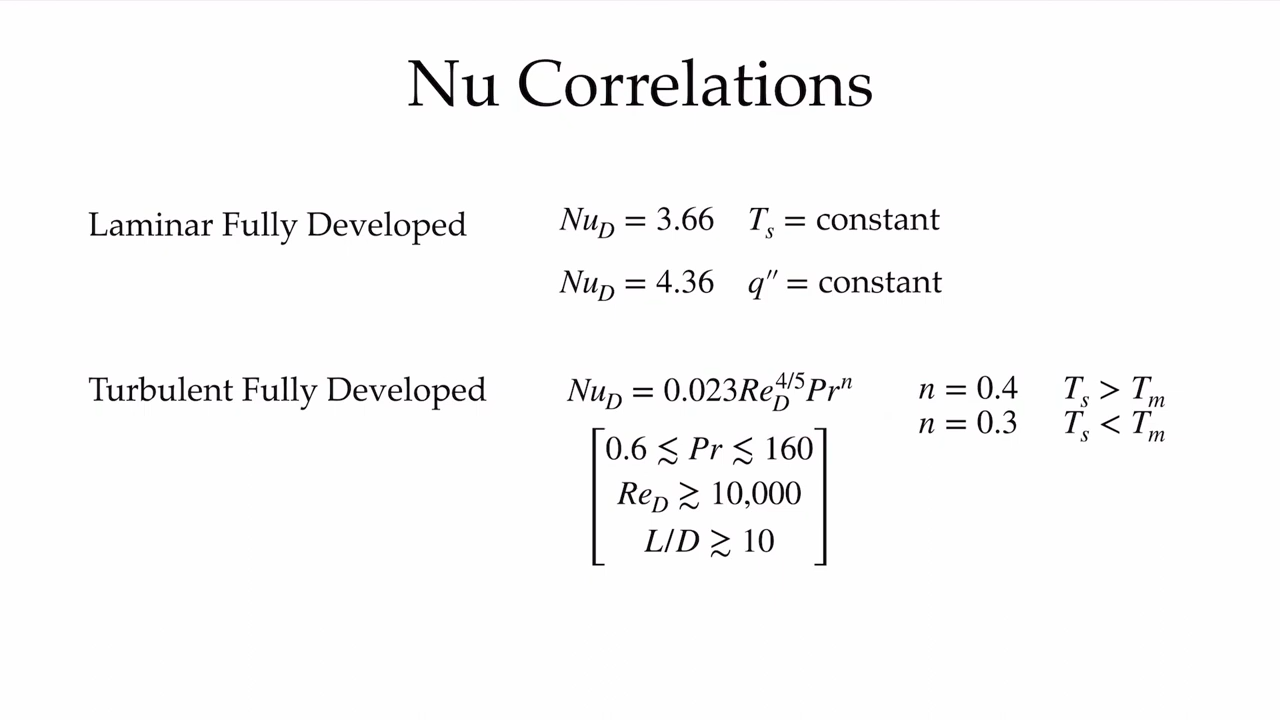 Nu Correlations
Laminar Fully Developed Nu_D = 3.66 T_s = constant
Nu_D = 4.36 q″ = constant
Turbulent Fully Developed Nu_D = 0.023Re_D^{4/5}Pr^n n = 0.4 T_s > T_m
n = 0.3 T_s < T_m
0.6 ≲ Pr ≲ 160
Re_D ≳ 10,000
L/D ≳ 10